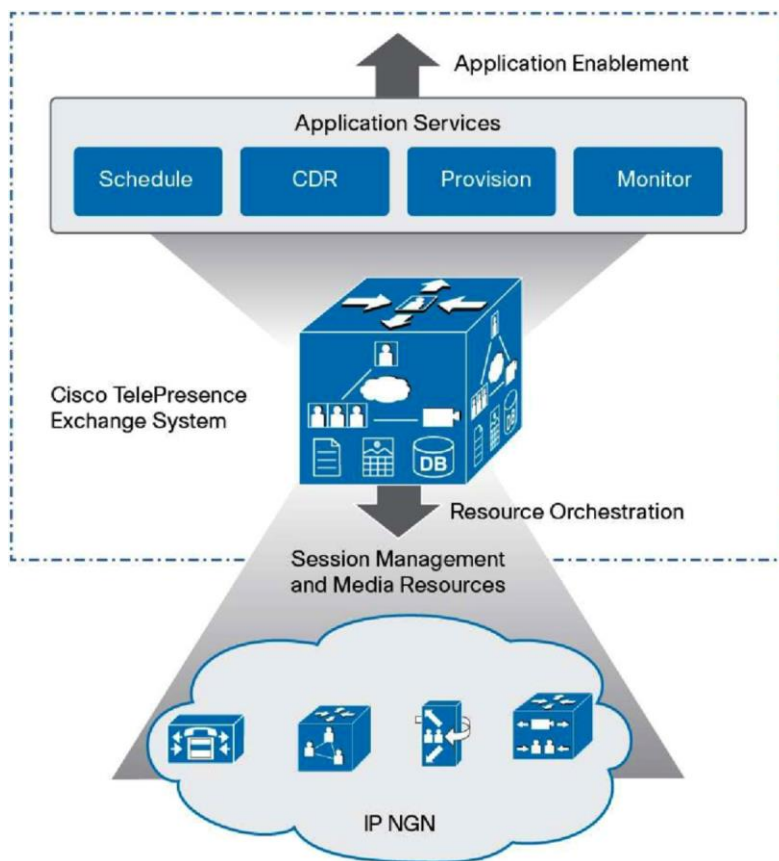 Application Enablement
Application Services
Schedule
CDR
Provision
Monitor
Cisco TelePresence
Exchange System
DB
DB
Resource Orchestration
Session Management
and Media Resources
IP NGN